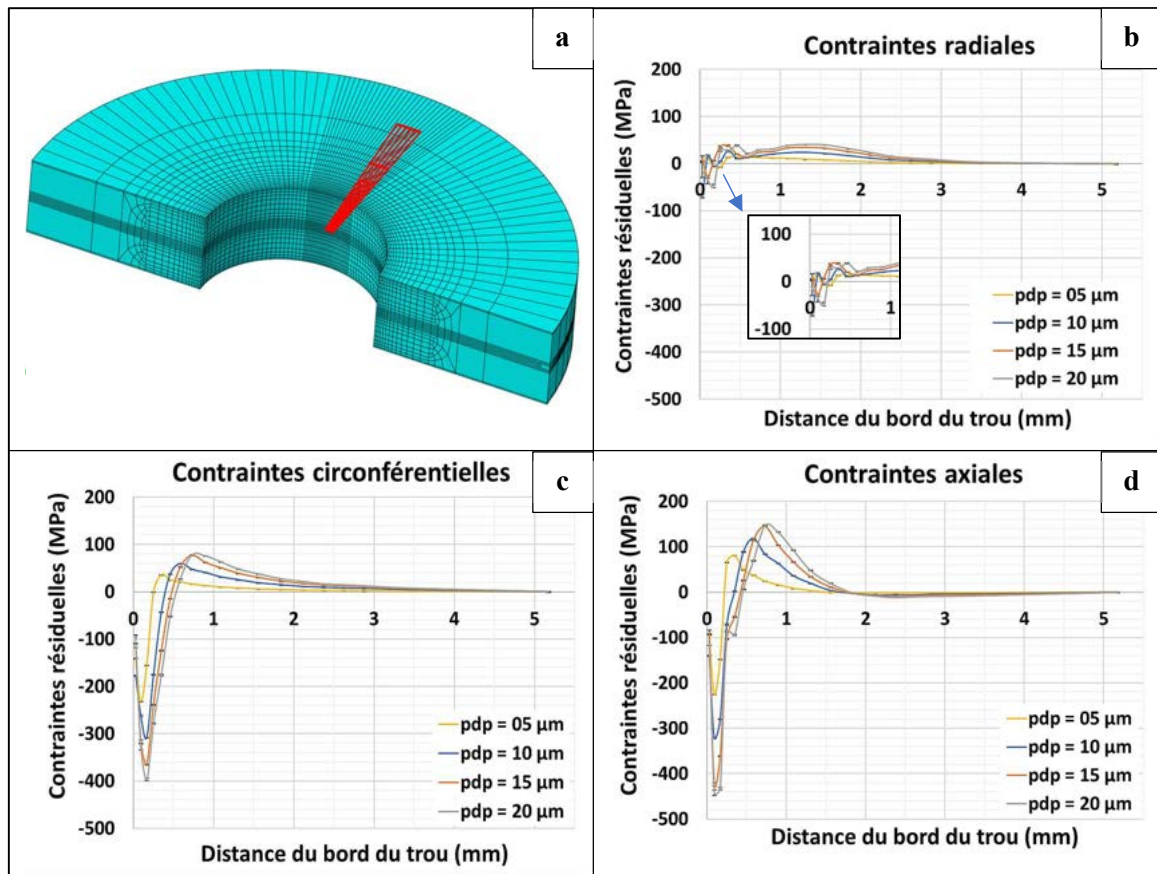 a
b
Contraintes radiales
Contraintes résiduelles (MPa)
200
100
0
-100
-200
-300
-400
-500
0
1
2
3
4
5
100
0
-100
0
1
pdp = 05 µm
pdp = 10 µm
pdp = 15 µm
pdp = 20 µm
Distance du bord du trou (mm)
c
Contraintes circonférentielles
Contraintes résiduelles (MPa)
200
100
0
-100
-200
-300
-400
-500
0
1
2
3
4
5
pdp = 05 µm
pdp = 10 µm
pdp = 15 µm
pdp = 20 µm
Distance du bord du trou (mm)
d
Contraintes axiales
Contraintes résiduelles (MPa)
200
100
0
-100
-200
-300
-400
-500
0
1
2
3
4
5
pdp = 05 µm
pdp = 10 µm
pdp = 15 µm
pdp = 20 µm
Distance du bord du trou (mm)